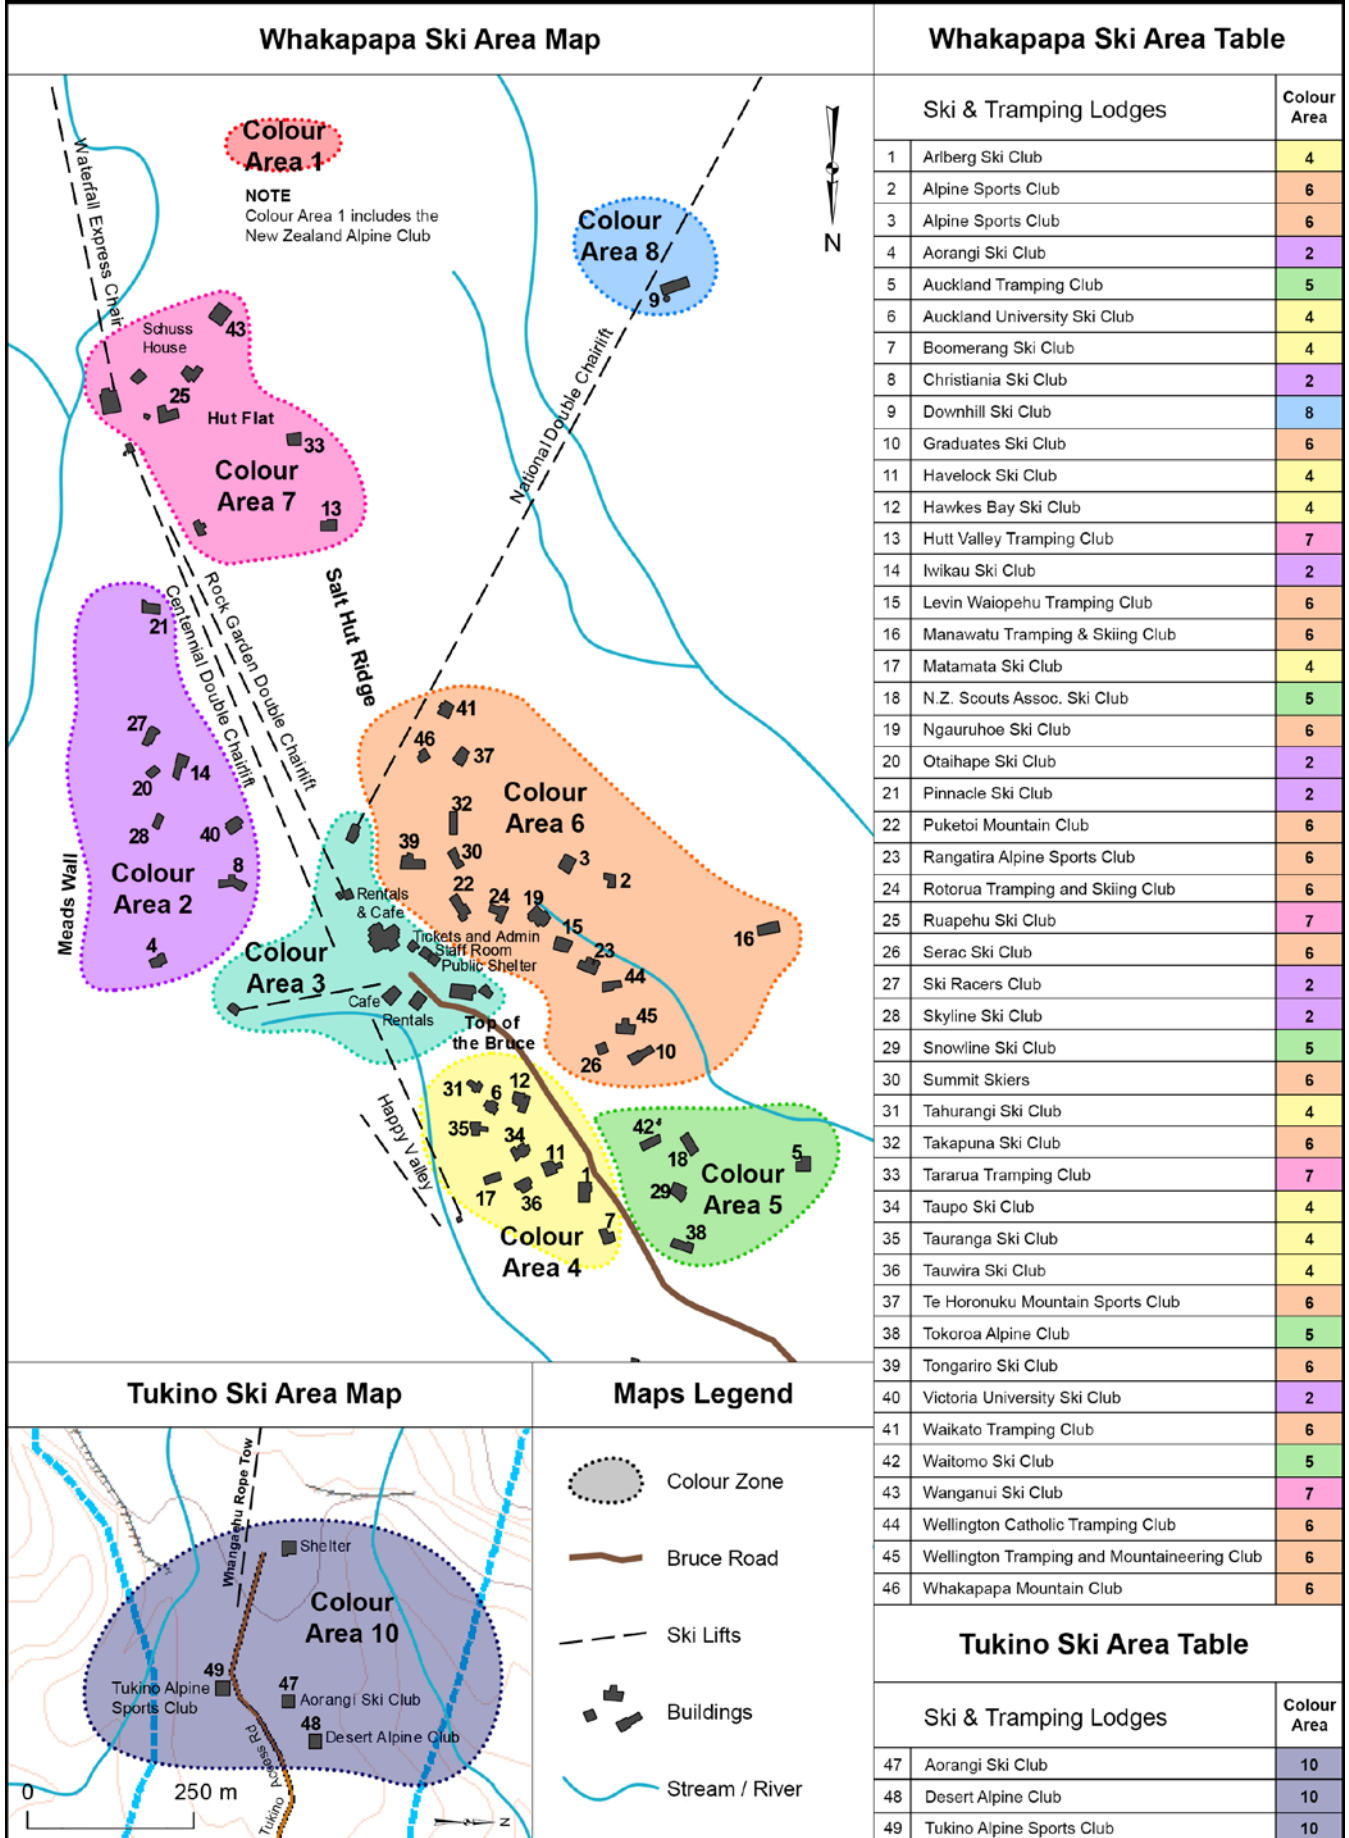 Whakapapa Ski Area Map
Waterfall Express Chair
Colour
Area 1
NOTE
Colour Area 1 includes the
New Zealand Alpine Club
N
Colour
Area 8
9
National Double Chairlift
43
Schuss
House
25
Hut Flat
33
Colour
Area 7
13
Salt Hut Ridge
Rock Garden Double Chairlift
Centennial Double Chairlift
21
27
14
20
28
40
8
Colour
Area 2
4
Meads Wall
41
46
37
Colour
Area 6
32
39
30
3
2
22
24
19
15
23
16
44
45
26
10
Rentals
& Cafe
Tickets and Admin
Staff Room
Public Shelter
Colour
Area 3
Cafe
Rentals
Top of
the Bruce
Happy Valley
31
6
12
35
34
11
17
36
1
7
Colour
Area 4
42
18
5
29
38
Colour
Area 5
Whakapapa Ski Area Table
Ski & Tramping Lodges Colour Area
1 Arlberg Ski Club 4
2 Alpine Sports Club 6
3 Alpine Sports Club 6
4 Aorangi Ski Club 2
5 Auckland Tramping Club 5
6 Auckland University Ski Club 4
7 Boomerang Ski Club 4
8 Christiania Ski Club 2
9 Downhill Ski Club 8
10 Graduates Ski Club 6
11 Havelock Ski Club 4
12 Hawkes Bay Ski Club 4
13 Hutt Valley Tramping Club 7
14 Iwikau Ski Club 2
15 Levin Waiopehu Tramping Club 6
16 Manawatu Tramping & Skiing Club 6
17 Matamata Ski Club 4
18 N.Z. Scouts Assoc. Ski Club 5
19 Ngauruhoe Ski Club 6
20 Otaihape Ski Club 2
21 Pinnacle Ski Club 2
22 Puketoi Mountain Club 6
23 Rangatira Alpine Sports Club 6
24 Rotorua Tramping and Skiing Club 6
25 Ruapehu Ski Club 7
26 Serac Ski Club 6
27 Ski Racers Club 2
28 Skyline Ski Club 2
29 Snowline Ski Club 5
30 Summit Skiers 6
31 Tahurangi Ski Club 4
32 Takapuna Ski Club 6
33 Tararua Tramping Club 7
34 Taupo Ski Club 4
35 Tauranga Ski Club 4
36 Tauwira Ski Club 4
37 Te Horonuku Mountain Sports Club 6
38 Tokoroa Alpine Club 5
39 Tongariro Ski Club 6
40 Victoria University Ski Club 2
41 Waikato Tramping Club 6
42 Waitomo Ski Club 5
43 Wanganui Ski Club 7
44 Wellington Catholic Tramping Club 6
45 Wellington Tramping and Mountaineering Club 6
46 Whakapapa Mountain Club 6
Tukino Ski Area Map
Whangaehu Rope Tow
Shelter
Colour
Area 10
49
Tukino Alpine
Sports Club
47
Aorangi Ski Club
48
Desert Alpine Club
Tukino Access Rd
0 250 m
N
Maps Legend
Colour Zone
Bruce Road
Ski Lifts
Buildings
Stream / River
Tukino Ski Area Table
Ski & Tramping Lodges Colour Area
47 Aorangi Ski Club 10
48 Desert Alpine Club 10
49 Tukino Alpine Sports Club 10